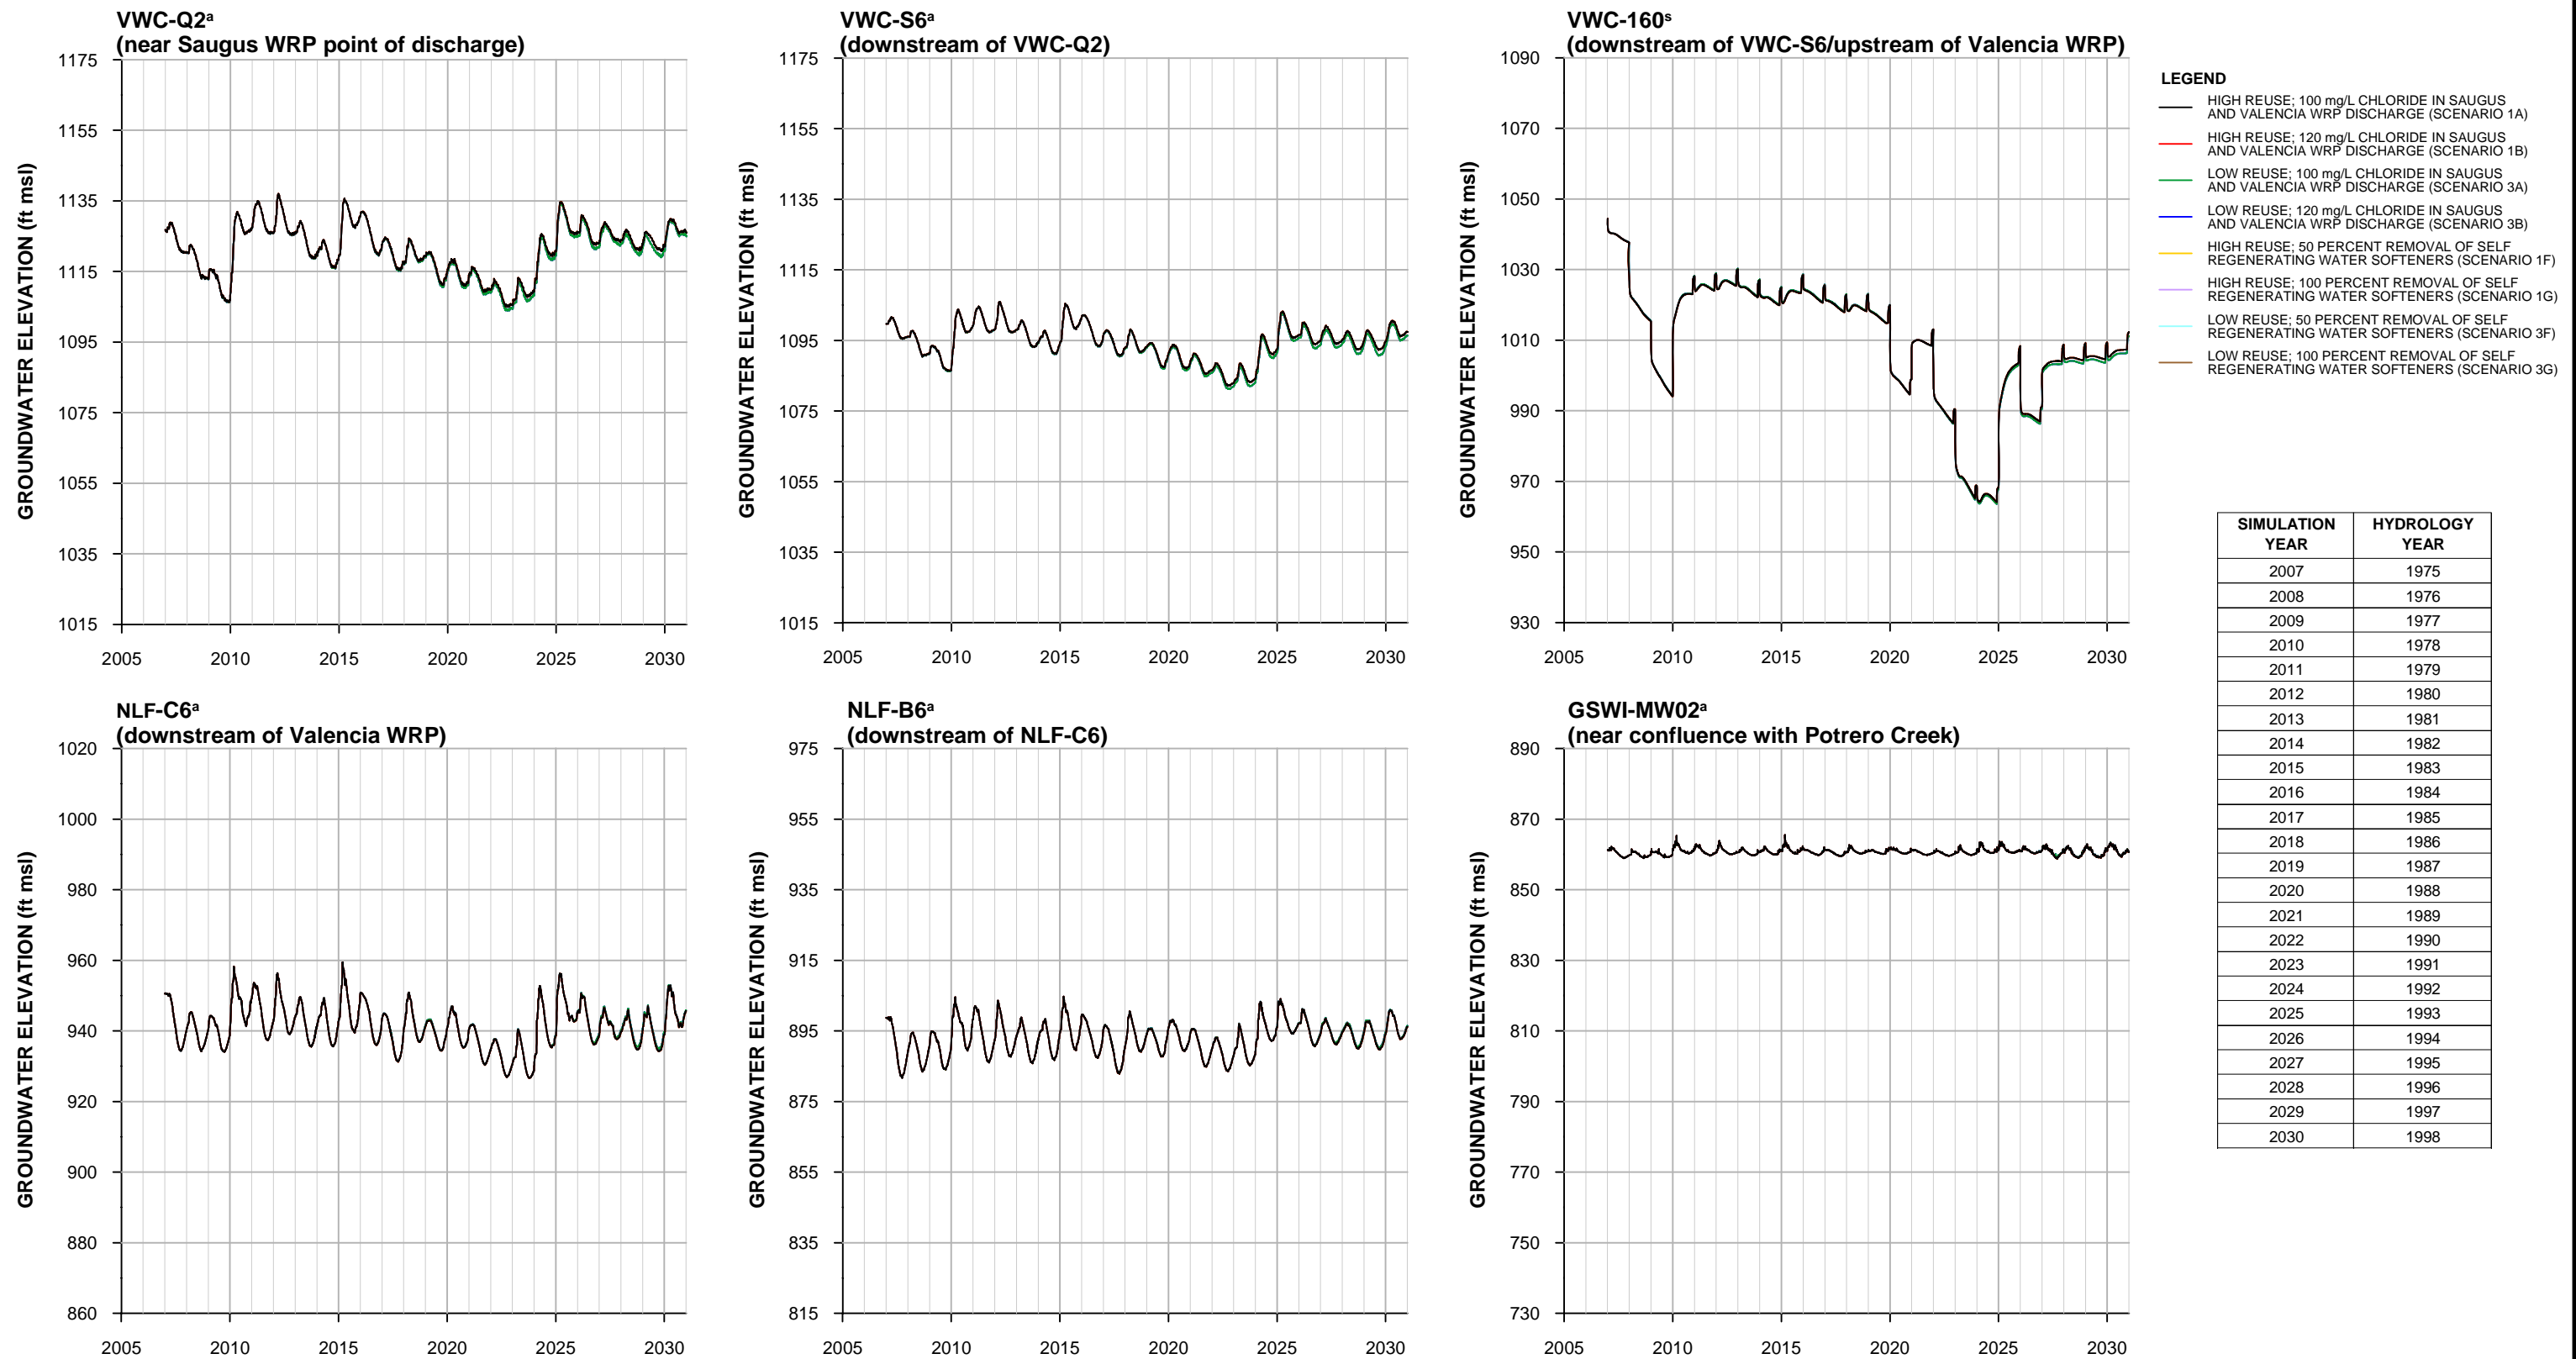 VWC-Q2ᵃ
(near Saugus WRP point of discharge)
GROUNDWATER ELEVATION (ft msl)
1175
1155
1135
1115
1095
1075
1055
1035
1015
2005 2010 2015 2020 2025 2030
VWC-S6ᵃ
(downstream of VWC-Q2)
GROUNDWATER ELEVATION (ft msl)
1175
1155
1135
1115
1095
1075
1055
1035
1015
2005 2010 2015 2020 2025 2030
VWC-160ˢ
(downstream of VWC-S6/upstream of Valencia WRP)
GROUNDWATER ELEVATION (ft msl)
1090
1070
1050
1030
1010
990
970
950
930
2005 2010 2015 2020 2025 2030
LEGEND
HIGH REUSE; 100 mg/L CHLORIDE IN SAUGUS
AND VALENCIA WRP DISCHARGE (SCENARIO 1A)
HIGH REUSE; 120 mg/L CHLORIDE IN SAUGUS
AND VALENCIA WRP DISCHARGE (SCENARIO 1B)
LOW REUSE; 100 mg/L CHLORIDE IN SAUGUS
AND VALENCIA WRP DISCHARGE (SCENARIO 3A)
LOW REUSE; 120 mg/L CHLORIDE IN SAUGUS
AND VALENCIA WRP DISCHARGE (SCENARIO 3B)
HIGH REUSE; 50 PERCENT REMOVAL OF SELF
REGENERATING WATER SOFTENERS (SCENARIO 1F)
HIGH REUSE; 100 PERCENT REMOVAL OF SELF
REGENERATING WATER SOFTENERS (SCENARIO 1G)
LOW REUSE; 50 PERCENT REMOVAL OF SELF
REGENERATING WATER SOFTENERS (SCENARIO 3F)
LOW REUSE; 100 PERCENT REMOVAL OF SELF
REGENERATING WATER SOFTENERS (SCENARIO 3G)
NLF-C6ᵃ
(downstream of Valencia WRP)
GROUNDWATER ELEVATION (ft msl)
1020
1000
980
960
940
920
900
880
860
2005 2010 2015 2020 2025 2030
NLF-B6ᵃ
(downstream of NLF-C6)
GROUNDWATER ELEVATION (ft msl)
975
955
935
915
895
875
855
835
815
2005 2010 2015 2020 2025 2030
GSWI-MW02ᵃ
(near confluence with Potrero Creek)
GROUNDWATER ELEVATION (ft msl)
890
870
850
830
810
790
770
750
730
2005 2010 2015 2020 2025 2030
SIMULATION YEAR HYDROLOGY YEAR
2007 1975
2008 1976
2009 1977
2010 1978
2011 1979
2012 1980
2013 1981
2014 1982
2015 1983
2016 1984
2017 1985
2018 1986
2019 1987
2020 1988
2021 1989
2022 1990
2023 1991
2024 1992
2025 1993
2026 1994
2027 1995
2028 1996
2029 1997
2030 1998